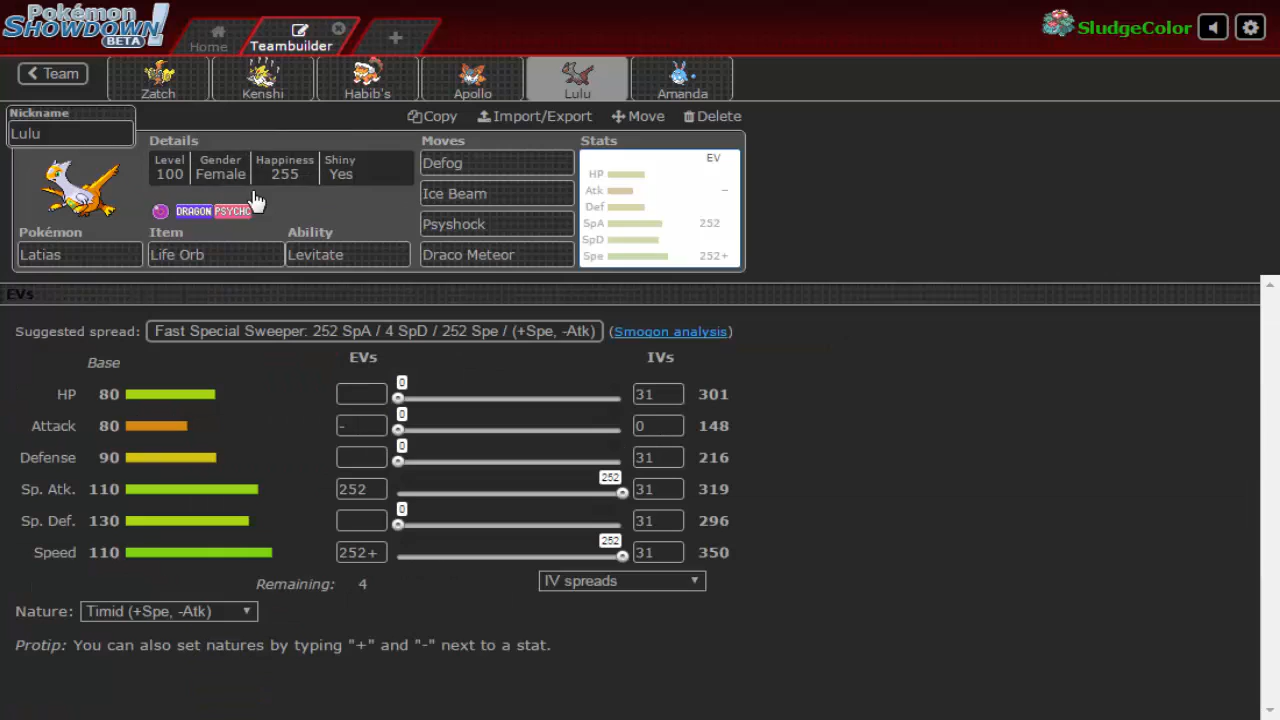 Pokémon
SHOWDOWN!
BETA
Home
Teambuilder
SludgeColor
Team
Zatch
Kenshi
Habib's
Apollo
Lulu
Amanda
Copy Import/Export Move Delete
Nickname
Lulu
Details
Level Gender Happiness Shiny
100 Female 255 Yes
DRAGON PSYCHC
Pokémon Item Ability
Latias Life Orb Levitate
Moves
Defog
Ice Beam
Psyshock
Draco Meteor
Stats
EV
HP
Atk –
Def
SpA 252
SpD
Spe 252+
EVs
Suggested spread: Fast Special Sweeper: 252 SpA / 4 SpD / 252 Spe / (+Spe, -Atk) (Smogon analysis)
Base EVs IVs
HP 80 0 31 301
Attack 80 - 0 0 148
Defense 90 0 31 216
Sp. Atk. 110 252 252 31 319
Sp. Def. 130 0 31 296
Speed 110 252+ 252 31 350
Remaining: 4 IV spreads
Nature: Timid (+Spe, -Atk)
Protip: You can also set natures by typing "+" and "-" next to a stat.